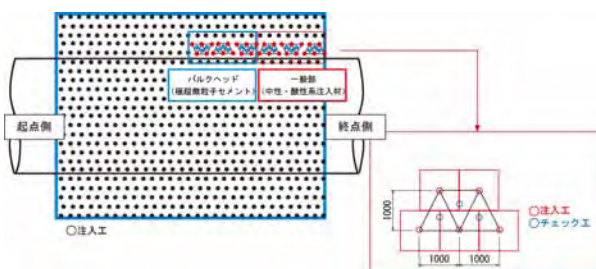 バルクヘッド
(極超微粒子セメント)
一般部
(中性・酸性系注入材)
起点側
終点側
○注入工
1000
1000
1000
○注入工
○チェック工